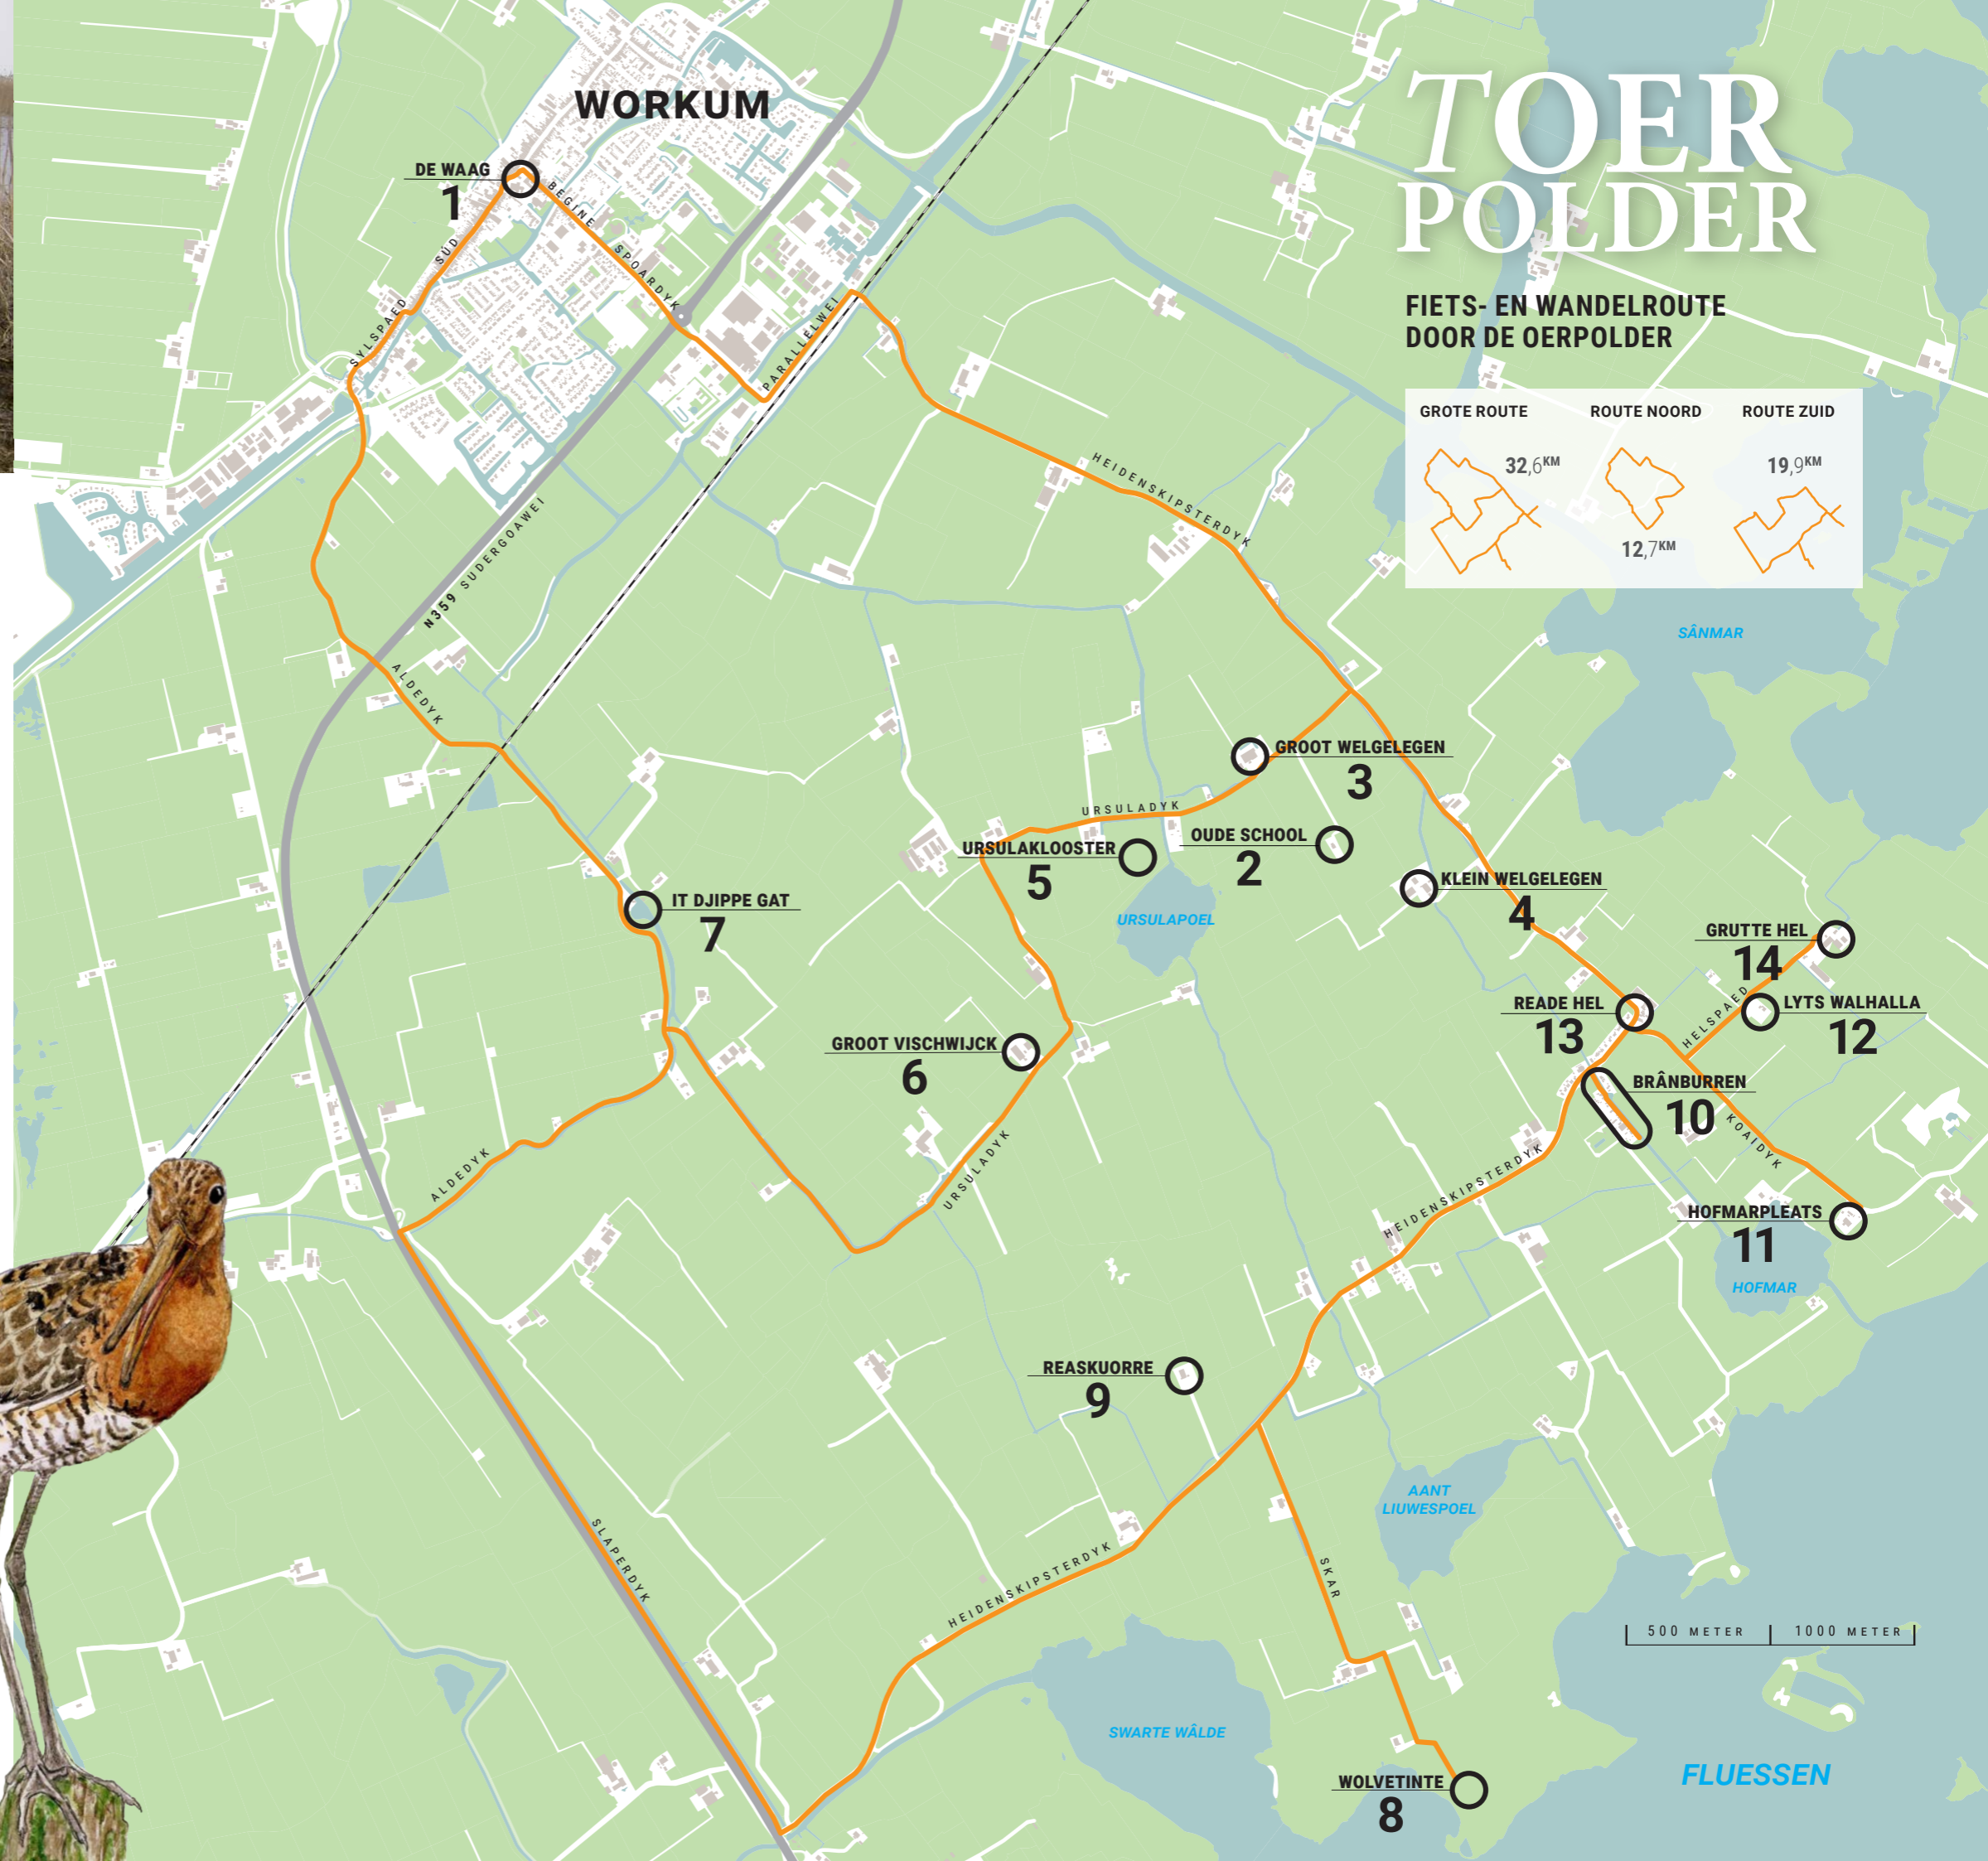 TOER
POLDER
FIETS- EN WANDELROUTE
DOOR DE OERPOLDER
GROTE ROUTE
ROUTE NOORD
ROUTE ZUID
32,6KM
12,7KM
19,9KM
WORKUM
DE WAAG
1
BEGINE
SPOARDYK
SÚD
SYLSPAED
PARALLELWEI
HEIDENSKIPSTERDYK
N359 SUDERGOAWEI
SÂNMAR
ALDEDYK
GROOT WELGELEGEN
3
URSULADYK
OUDE SCHOOL
2
URSULAKLOOSTER
5
KLEIN WELGELEGEN
4
IT DJIPPE GAT
7
URSULAPOEL
GRUTTE HEL
14
READE HEL
13
HELSPAED
LYTS WALHALLA
12
GROOT VISCHWIJCK
6
BRÂNBURREN
10
KOAIDYK
ALDEDYK
URSULADYK
HEIDENSKIPSTERDYK
HOFMARPLEATS
11
HOFMAR
REASKUORRE
9
AANT
LIUWESPOEL
SLAPERDYK
HEIDENSKIPSTERDYK
SKAR
500 METER
1000 METER
SWARTE WÂLDE
FLUESSEN
WOLVETINTE
8